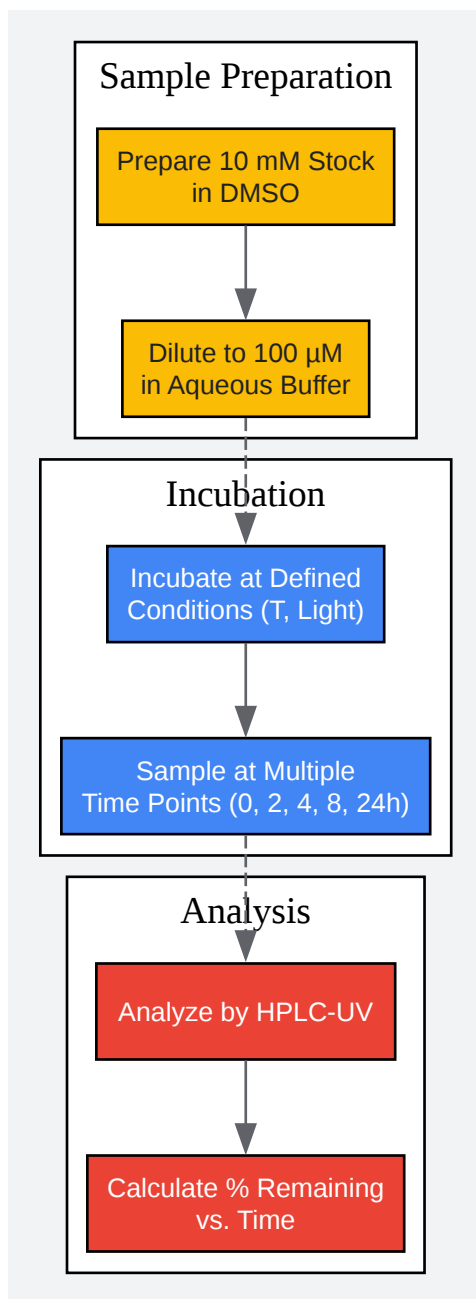 Sample Preparation
Prepare 10 mM Stock
in DMSO
Dilute to 100 µM
in Aqueous Buffer
Incubation
Incubate at Defined
Conditions (T, Light)
Sample at Multiple
Time Points (0, 2, 4, 8, 24h)
Analysis
Analyze by HPLC-UV
Calculate % Remaining
vs. Time